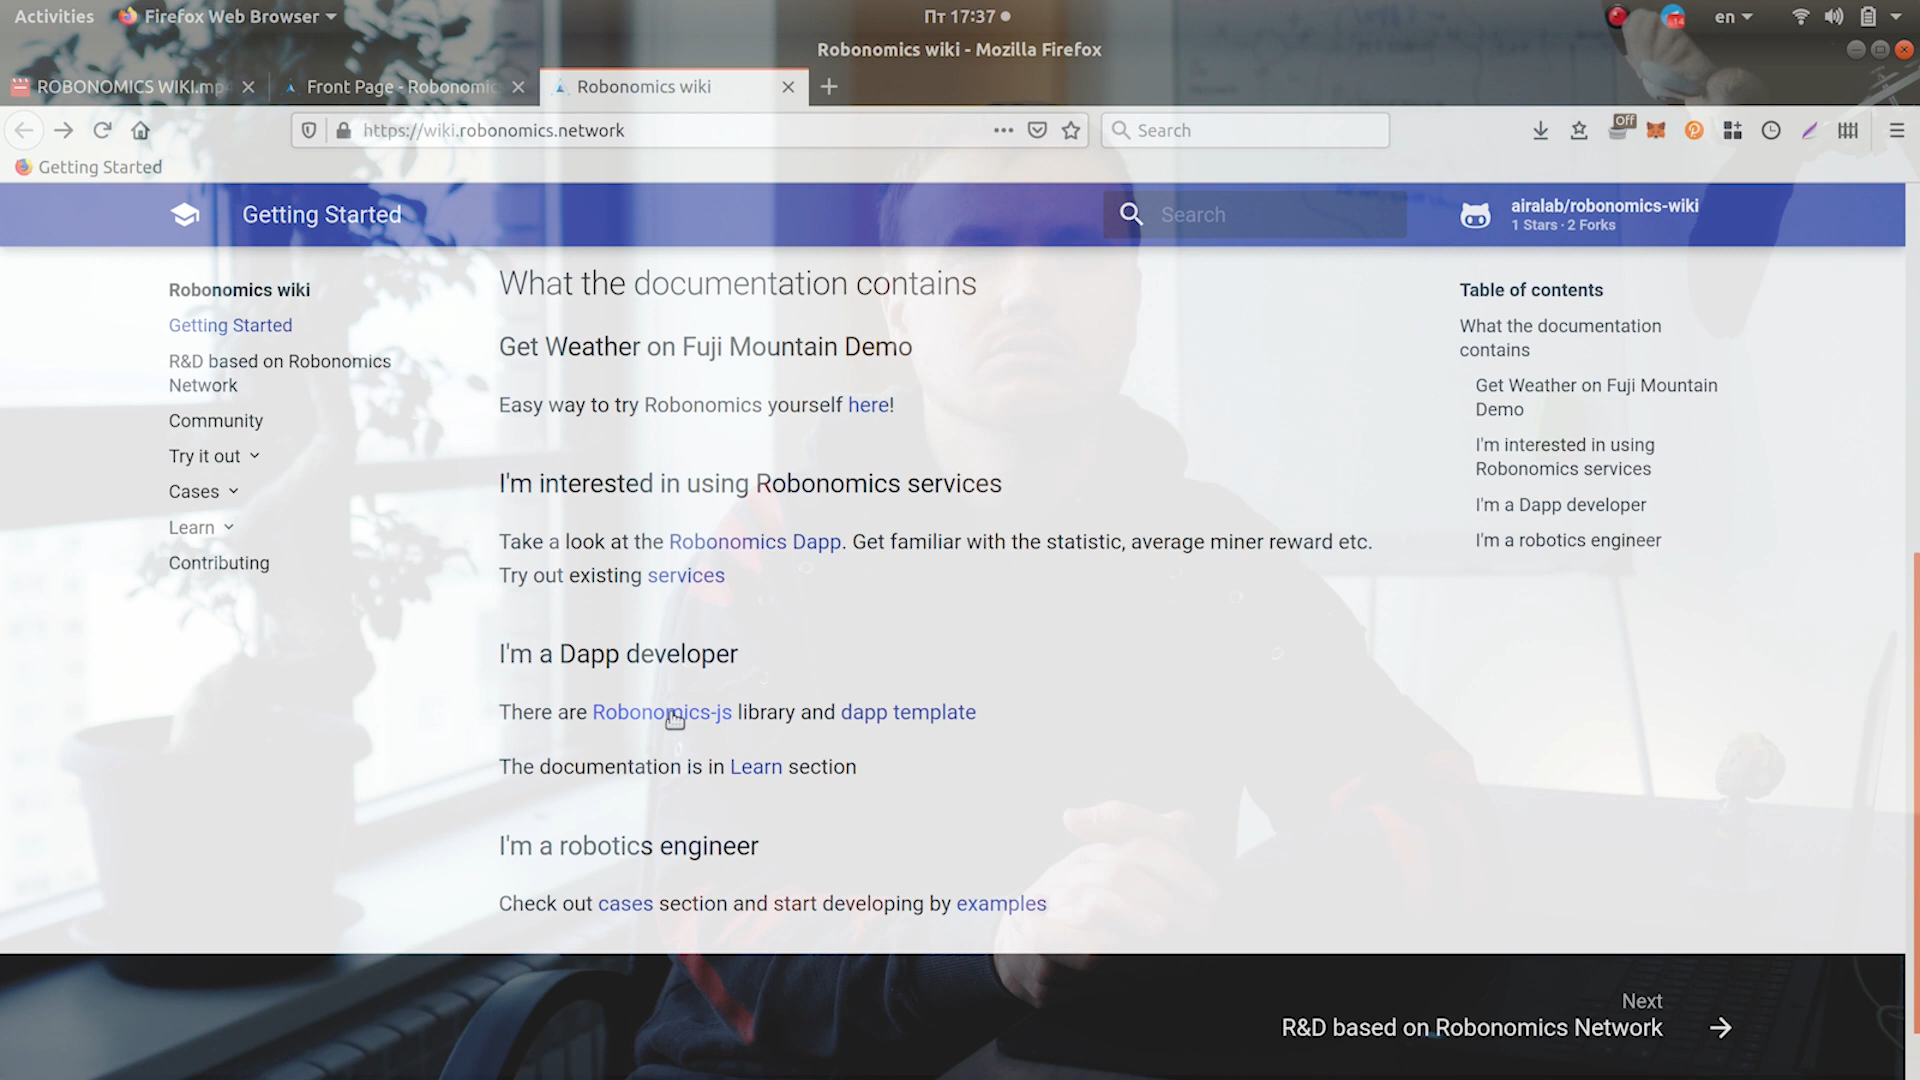 Activities
Firefox Web Browser
Пт 17:37
en
Robonomics wiki - Mozilla Firefox
ROBONOMICS WIKI.mp
Front Page - Robonomic
Robonomics wiki
https://wiki.robonomics.network
Search
Off
Getting Started
Getting Started
Search
airalab/robonomics-wiki
1 Stars · 2 Forks
Robonomics wiki
Getting Started
R&D based on Robonomics
Network
Community
Try it out
Cases
Learn
Contributing
What the documentation contains
Get Weather on Fuji Mountain Demo
Easy way to try Robonomics yourself here!
I'm interested in using Robonomics services
Take a look at the Robonomics Dapp. Get familiar with the statistic, average miner reward etc.
Try out existing services
I'm a Dapp developer
There are Robonomics-js library and dapp template
The documentation is in Learn section
I'm a robotics engineer
Check out cases section and start developing by examples
Table of contents
What the documentation
contains
Get Weather on Fuji Mountain
Demo
I'm interested in using
Robonomics services
I'm a Dapp developer
I'm a robotics engineer
Next
R&D based on Robonomics Network